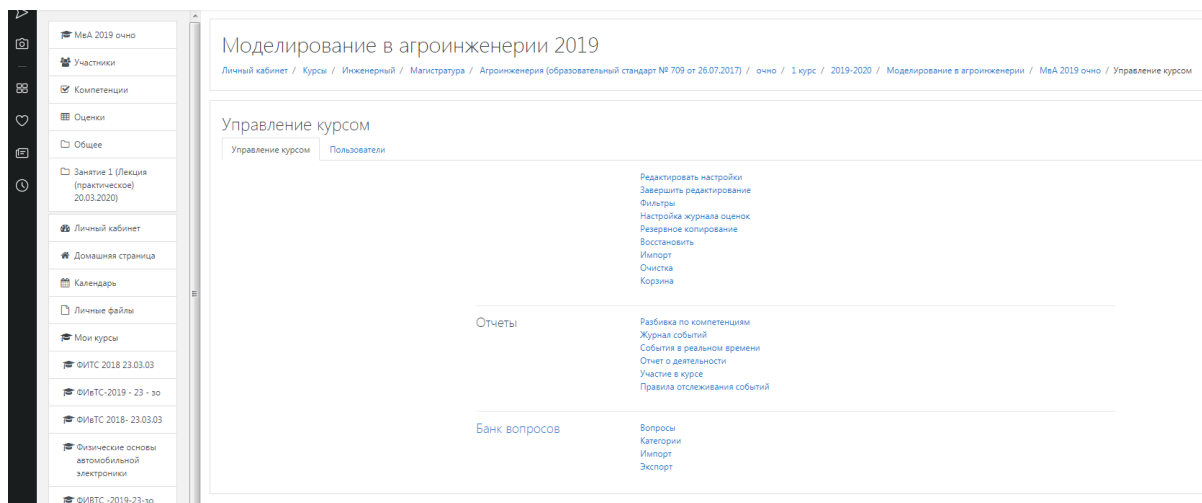 МвА 2019 очно
Участники
Компетенции
Оценки
Общее
Занятие 1 (Лекция
(практическое)
20.03.2020)
Личный кабинет
Домашняя страница
Календарь
Личные файлы
Мои курсы
ФИТС 2018 23.03.03
ФИвТС-2019 - 23 - зо
ФИвТС 2018- 23.03.03
Физические основы
автомобильной
электроники
ФИВТС -2019-23-зо
Моделирование в агроинженерии 2019
Личный кабинет / Курсы / Инженерный / Магистратура / Агроинженерия (образовательный стандарт № 709 от 26.07.2017) / очно / 1 курс / 2019-2020 / Моделирование в агроинженерии / МвА 2019 очно / Управление курсом
Управление курсом
Управление курсом Пользователи
Редактировать настройки
Завершить редактирование
Фильтры
Настройка журнала оценок
Резервное копирование
Восстановить
Импорт
Очистка
Корзина
Отчеты
Разбивка по компетенциям
Журнал событий
События в реальном времени
Отчет о деятельности
Участие в курсе
Правила отслеживания событий
Банк вопросов
Вопросы
Категории
Импорт
Экспорт